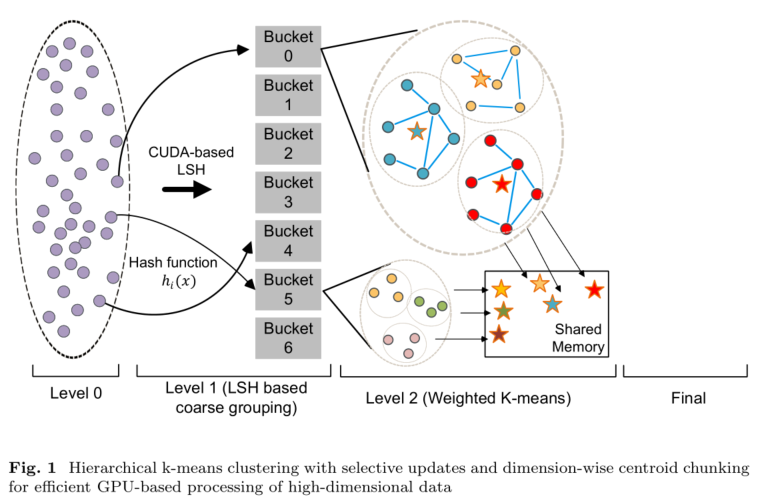 Bucket
0
Bucket
1
Bucket
2
Bucket
3
Bucket
4
Bucket
5
Bucket
6
CUDA-based
LSH
Hash function
h_i(x)
Shared
Memory
Level 0
Level 1 (LSH based
coarse grouping)
Level 2 (Weighted K-means)
Final
Fig. 1 Hierarchical k-means clustering with selective updates and dimension-wise centroid chunking
for efficient GPU-based processing of high-dimensional data